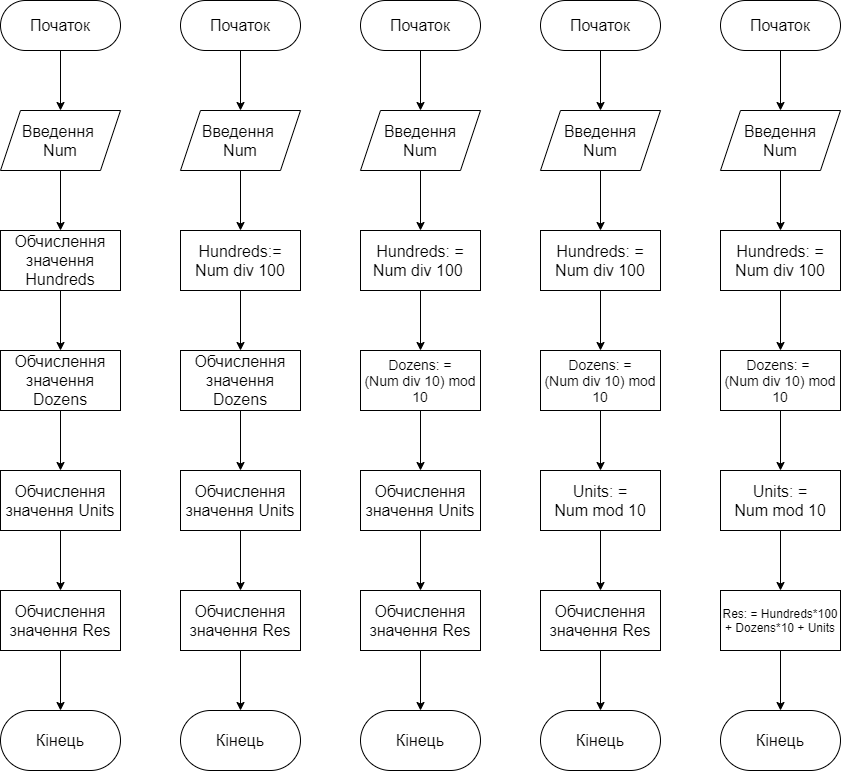 Початок
Введення
Num
Обчислення
значення
Hundreds
Обчислення
значення
Dozens
Обчислення
значення Units
Обчислення
значення Res
Кінець
Початок
Введення
Num
Hundreds:=
Num div 100
Обчислення
значення
Dozens
Обчислення
значення Units
Обчислення
значення Res
Кінець
Початок
Введення
Num
Hundreds: =
Num div 100
Dozens: =
(Num div 10) mod
10
Обчислення
значення Units
Обчислення
значення Res
Кінець
Початок
Введення
Num
Hundreds: =
Num div 100
Dozens: =
(Num div 10) mod
10
Units: =
Num mod 10
Обчислення
значення Res
Кінець
Початок
Введення
Num
Hundreds: =
Num div 100
Dozens: =
(Num div 10) mod
10
Units: =
Num mod 10
Res: = Hundreds*100
+ Dozens*10 + Units
Кінець